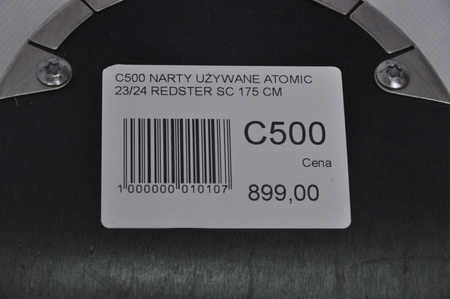 C500 NARTY UŻYWANE ATOMIC
23/24 REDSTER SC 175 CM
C500
Cena
899,00
1 000000 010107